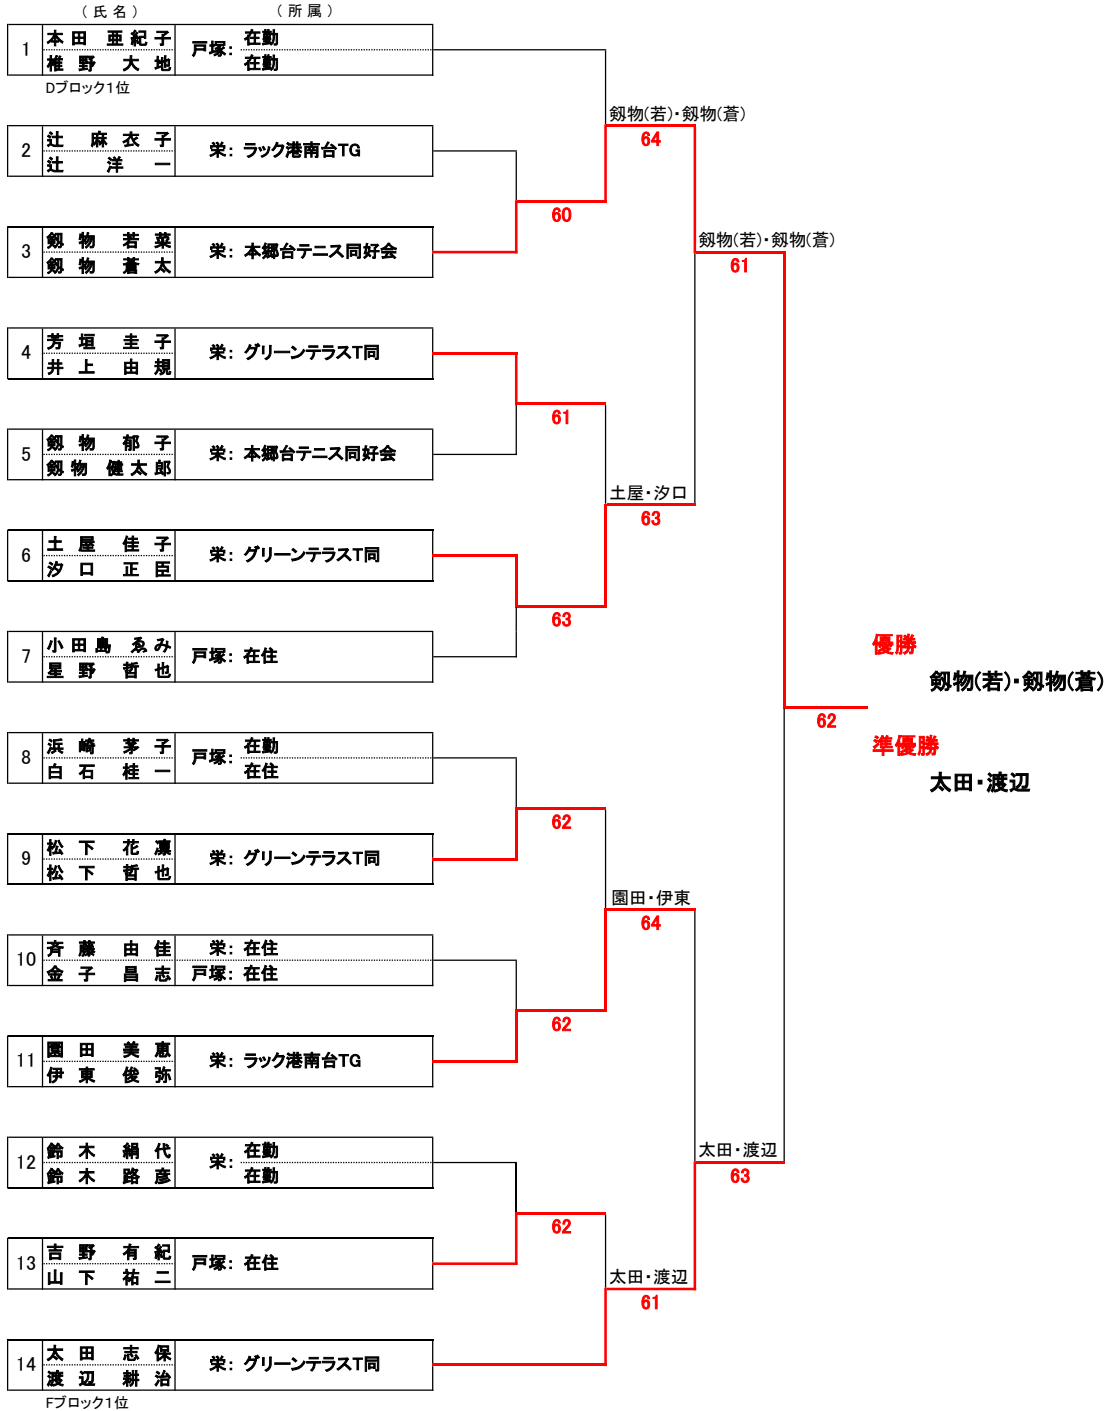 （氏名） （所属）
1 本田 亜紀子 戸塚： 在勤
椎野 大地 在勤
Dブロック1位
剱物(若)・剱物(蒼)
64
2 辻 麻衣子 栄： ラック港南台TG
辻 洋一
60
3 剱物 若菜 栄： 本郷台テニス同好会
剱物 蒼太
剱物(若)・剱物(蒼)
61
4 芳垣 圭子 栄： グリーンテラスT同
井上 由規
61
5 剱物 郁子 栄： 本郷台テニス同好会
剱物 健太郎
土屋・汐口
63
6 土屋 佳子 栄： グリーンテラスT同
汐口 正臣
63
7 小田島 ゑみ 戸塚： 在住
星野 哲也
優勝
剱物(若)・剱物(蒼)
62
準優勝
太田・渡辺
8 浜崎 茅子 戸塚： 在勤
白石 桂一 在住
62
9 松下 花凛 栄： グリーンテラスT同
松下 哲也
園田・伊東
64
10 斉藤 由佳 栄： 在住
金子 昌志 戸塚： 在住
62
11 園田 美恵 栄： ラック港南台TG
伊東 俊弥
12 鈴木 絹代 栄： 在勤
鈴木 路彦 在勤
太田・渡辺
63
62
13 吉野 有紀 戸塚： 在住
山下 祐二
太田・渡辺
61
14 太田 志保 栄： グリーンテラスT同
渡辺 耕治
Fブロック1位